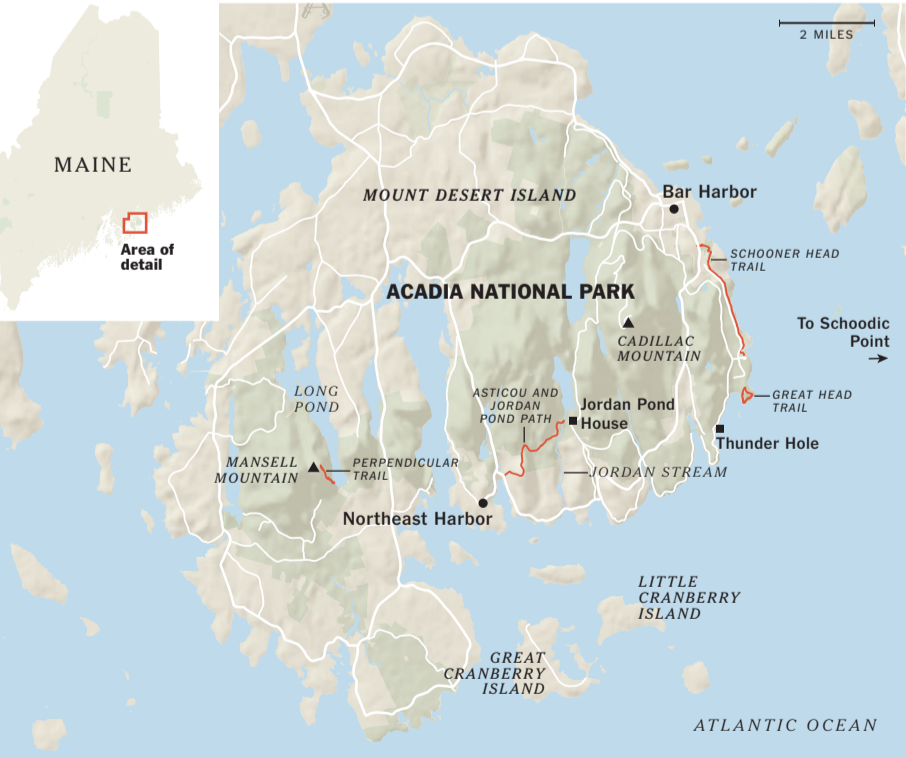 MAINE
Area of
detail
2 MILES
MOUNT DESERT ISLAND
Bar Harbor
SCHOONER HEAD
TRAIL
ACADIA NATIONAL PARK
To Schoodic
Point
CADILLAC
MOUNTAIN
LONG
POND
ASTICOU AND
JORDAN
POND PATH
Jordan Pond
House
GREAT HEAD
TRAIL
Thunder Hole
MANSELL
MOUNTAIN
PERPENDICULAR
TRAIL
JORDAN STREAM
Northeast Harbor
LITTLE
CRANBERRY
ISLAND
GREAT
CRANBERRY
ISLAND
ATLANTIC OCEAN